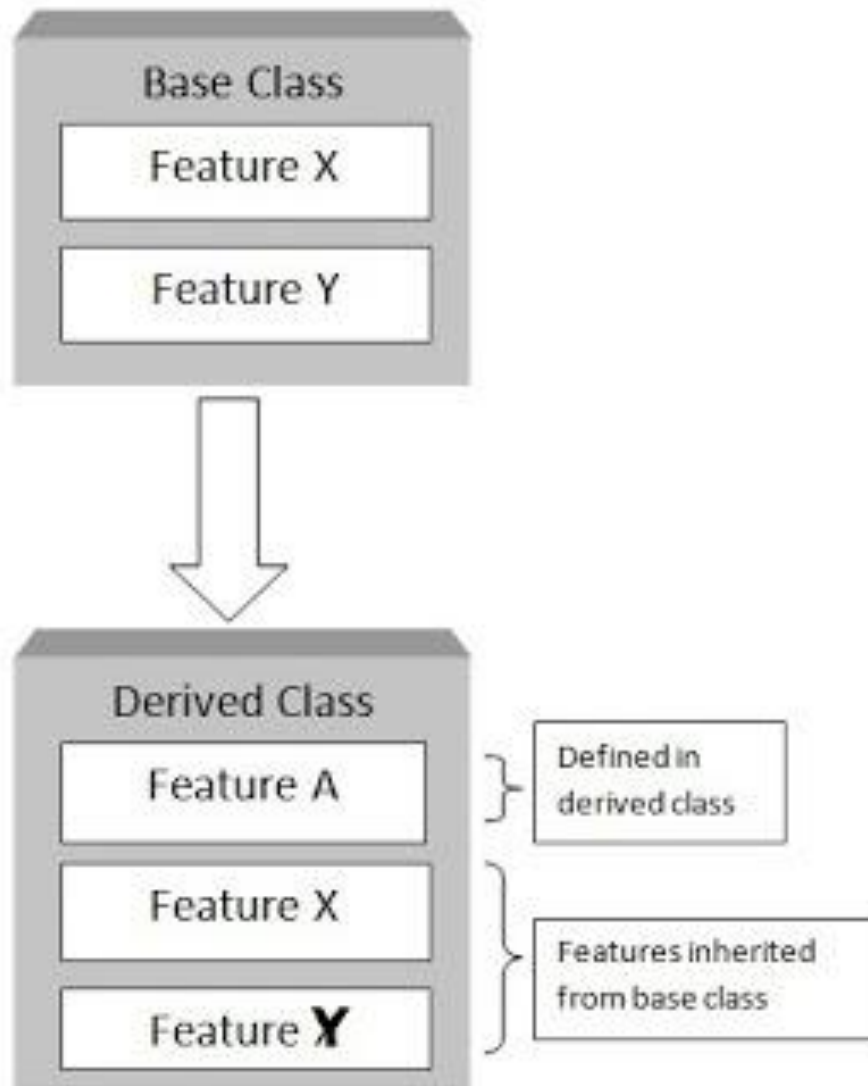 Base Class
Feature X
Feature Y
Derived Class
Feature A
Defined in
derived class
Feature X
Feature Y
Features inherited
from base class